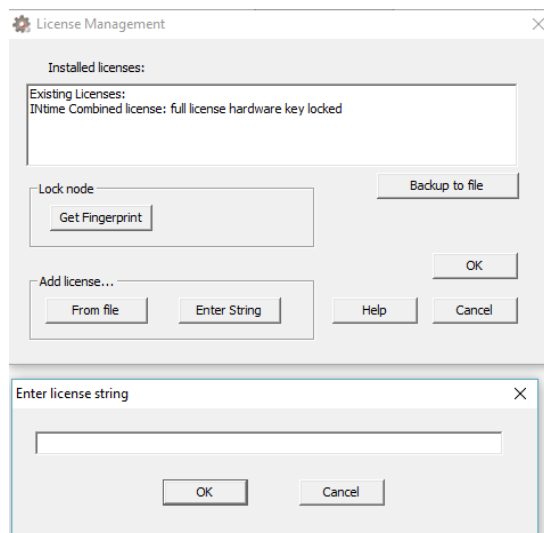 License Management
Installed licenses:
Existing Licenses:
INtime Combined license: full license hardware key locked
Backup to file
Lock node
Get Fingerprint
OK
Add license...
From file
Enter String
Help
Cancel
Enter license string
OK
Cancel